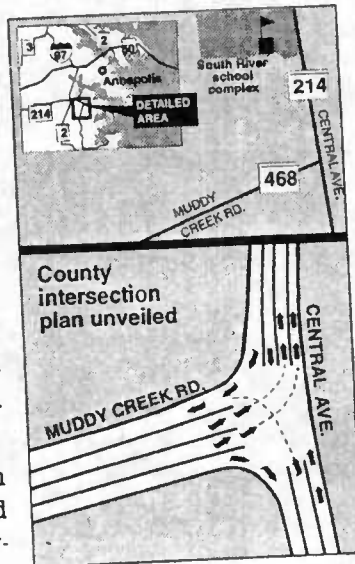 2
3
97
50
Annapolis
214
2
DETAILED
AREA
South River
school
complex
214
CENTRAL AVE.
468
MUDDY
CREEK RD.
County
intersection
plan unveiled
MUDDY CREEK RD.
CENTRAL AVE.